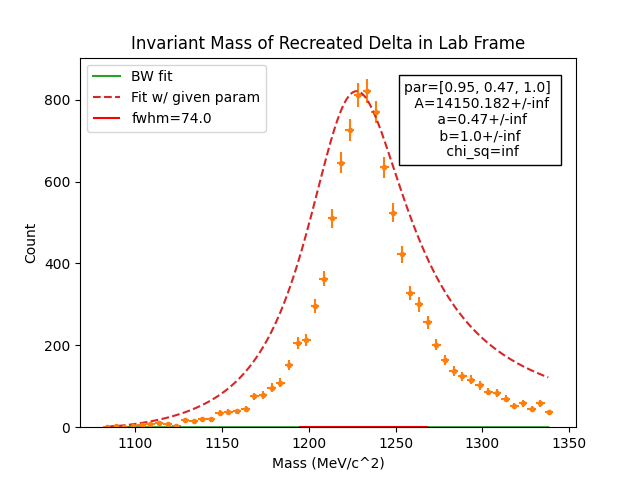 Invariant Mass of Recreated Delta in Lab Frame
BW fit
Fit w/ given param
fwhm=74.0
par=[0.95, 0.47, 1.0]
A=14150.182+/-inf
a=0.47+/-inf
b=1.0+/-inf
chi_sq=inf
Count
800
600
400
200
0
1100
1150
1200
1250
1300
1350
Mass (MeV/c^2)